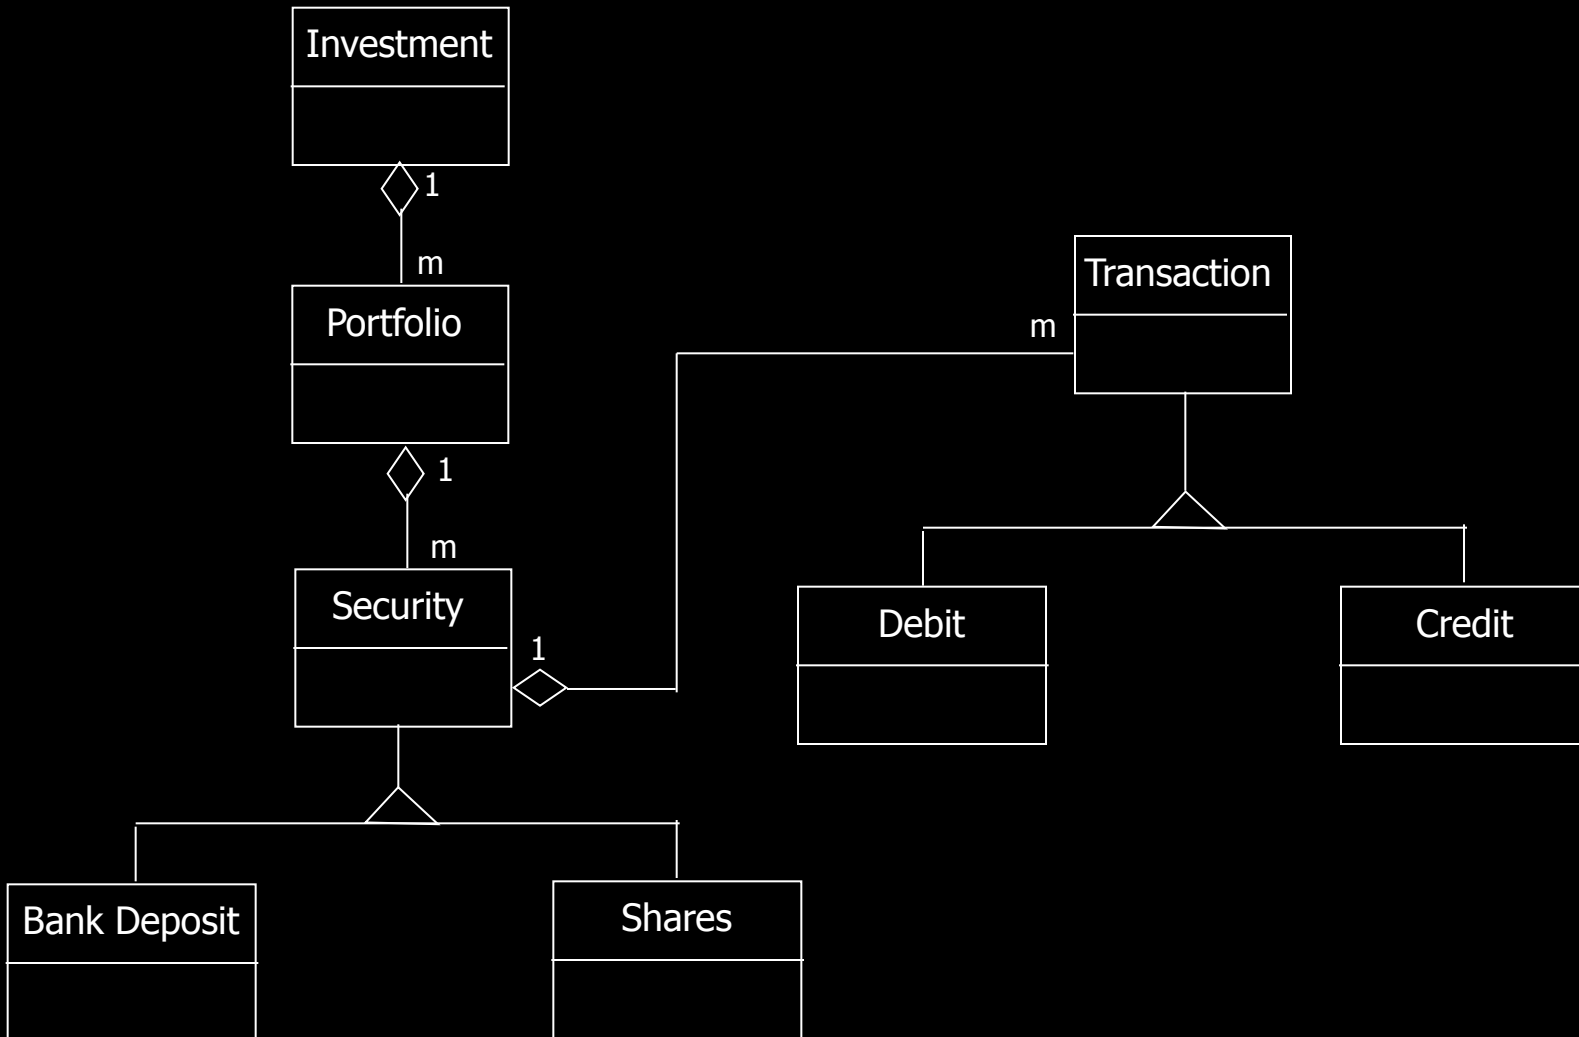 Investment
1
m
Portfolio
Transaction
m
1
m
Security
1
Debit
Credit
Bank Deposit
Shares